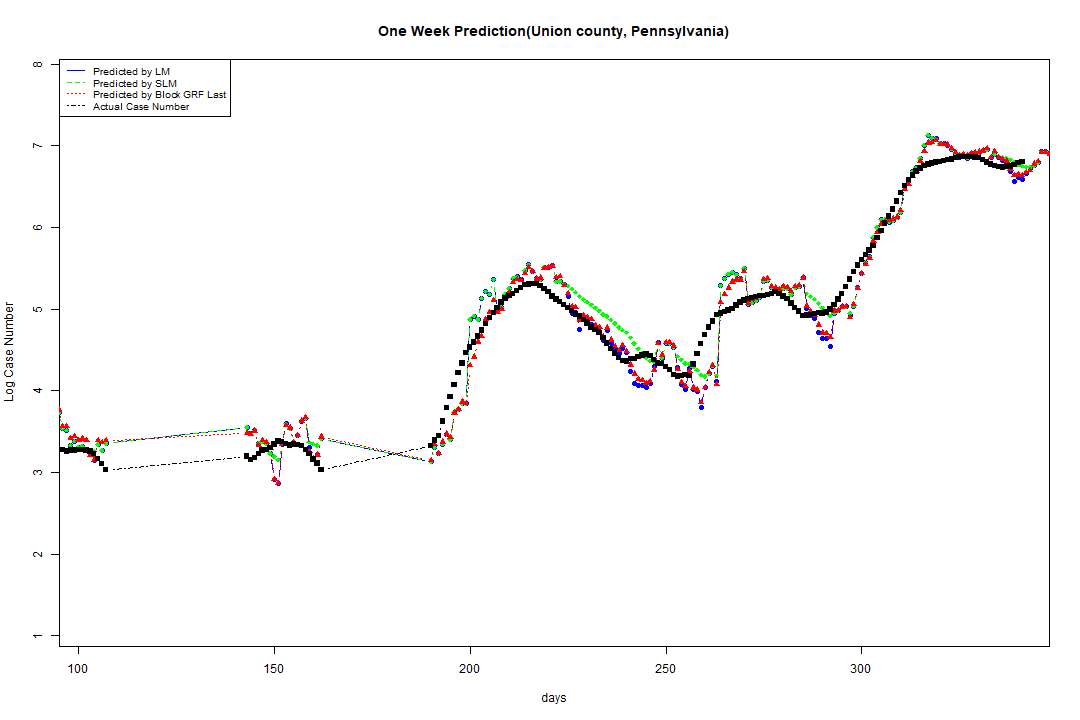 One Week Prediction(Union county, Pennsylvania)
Predicted by LM
Predicted by SLM
Predicted by Block GRF Last
Actual Case Number
8
7
6
5
4
3
2
1
Log Case Number
100 150 200 250 300
days